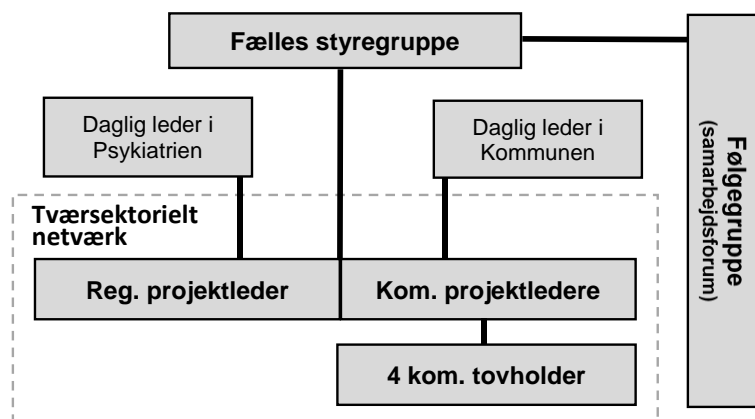 Fælles styregruppe
Daglig leder i
Psykiatrien
Daglig leder i
Kommunen
Følgegruppe
(samarbejdsforum)
Tværsektorielt
netværk
Reg. projektleder
Kom. projektledere
4 kom. tovholder